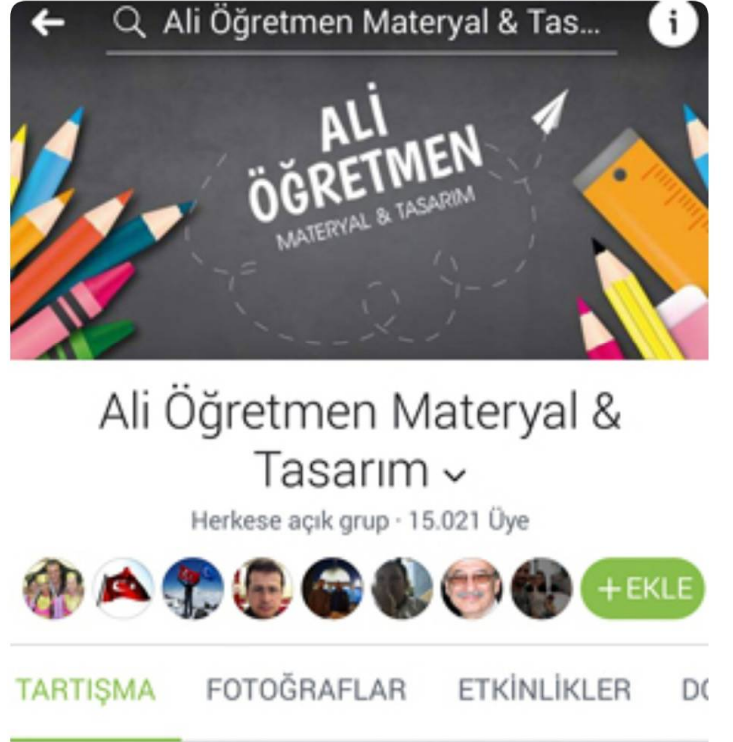 Ali Öğretmen Materyal & Tas...
ALİ
ÖĞRETMEN
MATERYAL & TASARIM
Ali Öğretmen Materyal &
Tasarım
Herkese açık grup · 15.021 Üye
+EKLE
TARTIŞMA FOTOĞRAFLAR ETKİNLİKLER